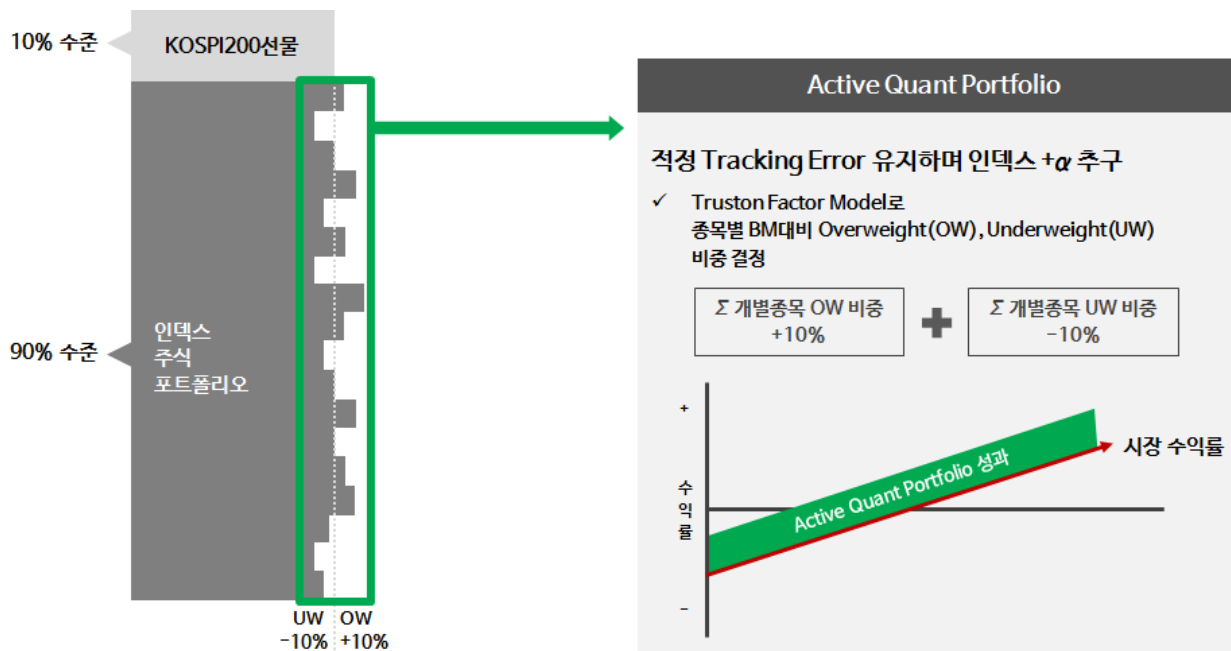 10% 수준
KOSPI200선물
90% 수준
인덱스
주식
포트폴리오
UW OW
-10% +10%
Active Quant Portfolio
적정 Tracking Error 유지하며 인덱스 +α 추구
✓ Truston Factor Model로
종목별 BM대비 Overweight(OW), Underweight(UW)
비중 결정
Σ 개별종목 OW 비중
+10%
+
Σ 개별종목 UW 비중
-10%
+
수
익
률
-
Active Quant Portfolio 성과
시장 수익률